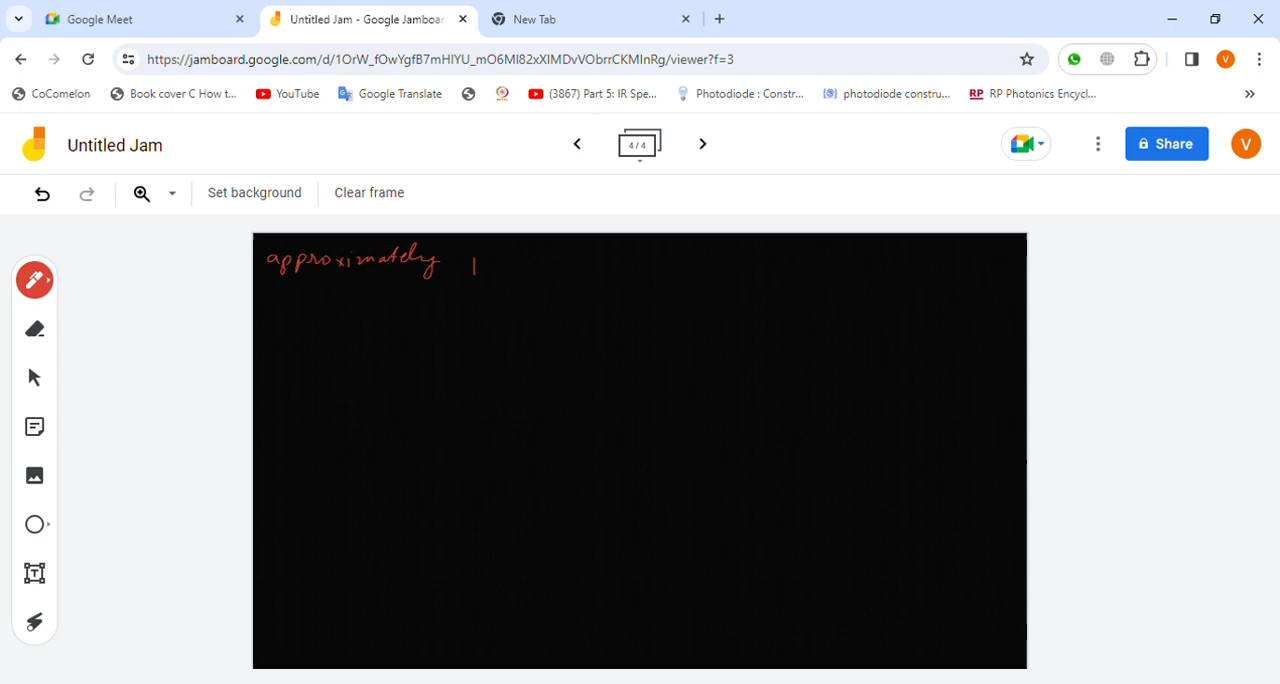 Google Meet
Untitled Jam - Google Jamboar
New Tab
https://jamboard.google.com/d/1OrW_fOwYgfB7mHIYU_mO6MI82xXIMDvVObrrCKMInRg/viewer?f=3
V
CoComelon
Book cover C How t...
YouTube
Google Translate
(3867) Part 5: IR Spe...
Photodiode : Constr...
photodiode constru...
RP RP Photonics Encycl...
»
Untitled Jam
4 / 4
Share
V
Set background
Clear frame
approximately |